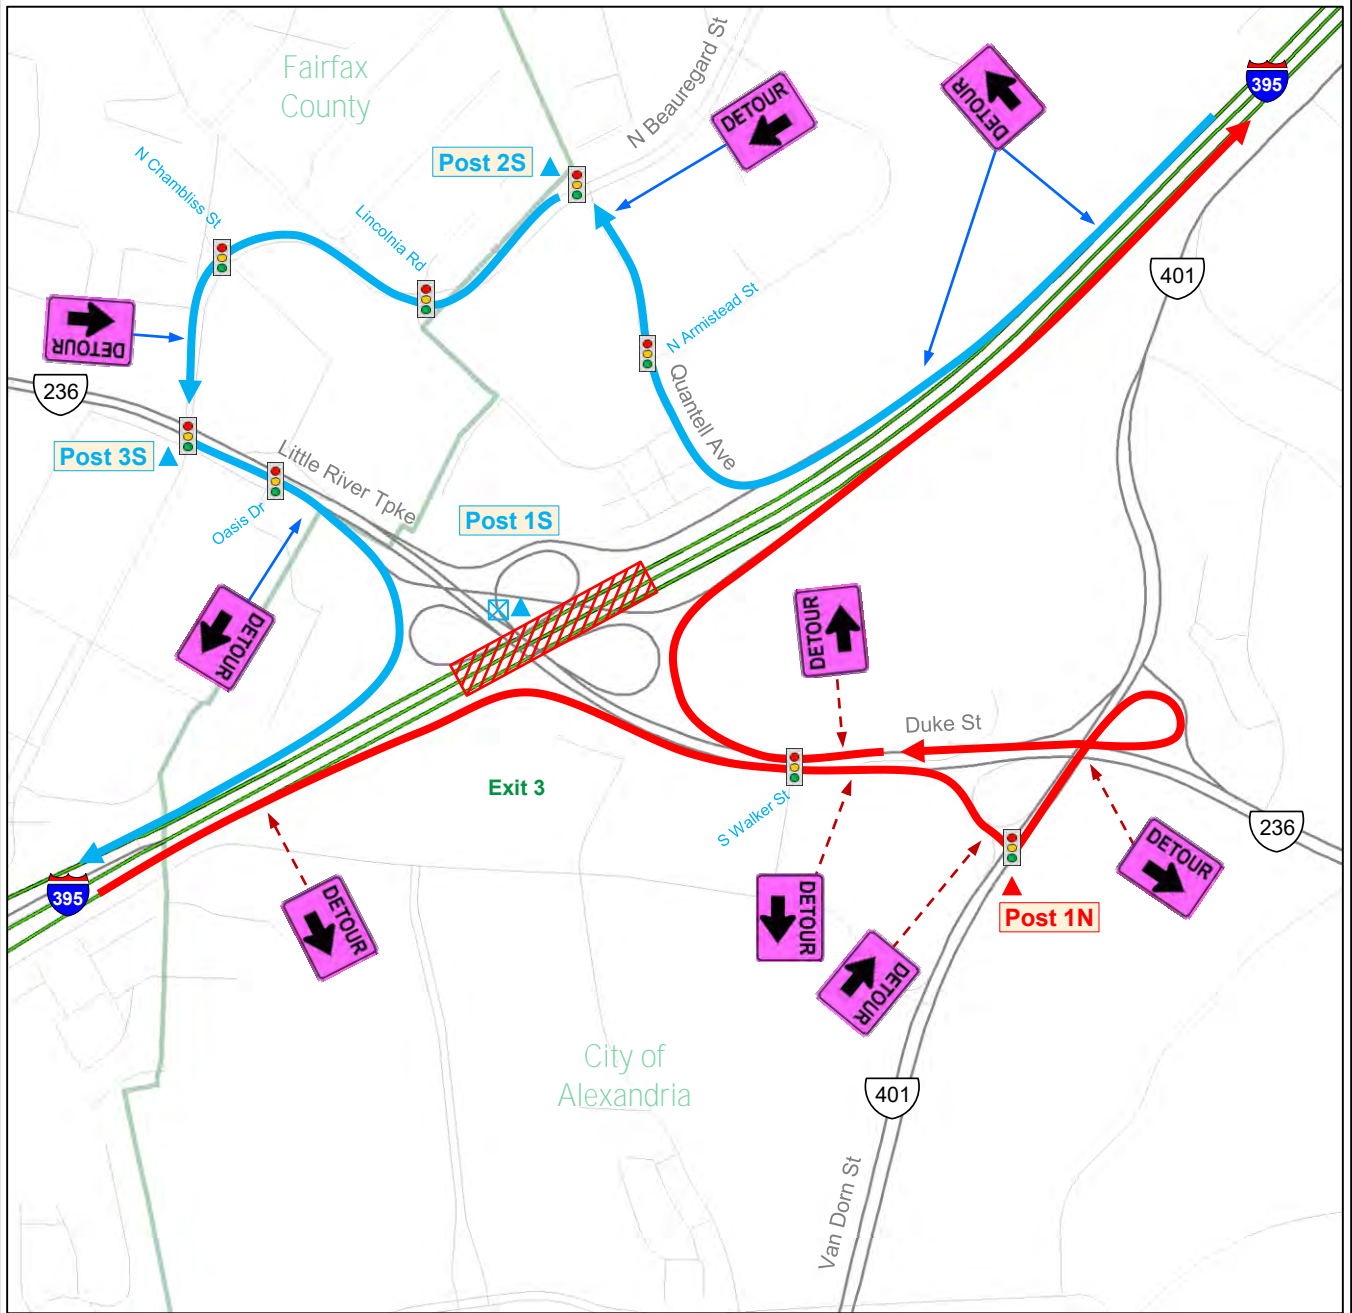 Fairfax
County
N Beauregard St
DETOUR
DETOUR
395
Post 2S
N Chambliss St
Lincolnia Rd
401
N Armistead St
DETOUR
236
Quantell Ave
Post 3S
Little River Tpke
Oasis Dr
Post 1S
DETOUR
DETOUR
Duke St
Exit 3
S Walker St
236
DETOUR
395
DETOUR
DETOUR
Post 1N
DETOUR
City of
Alexandria
401
Van Dorn St